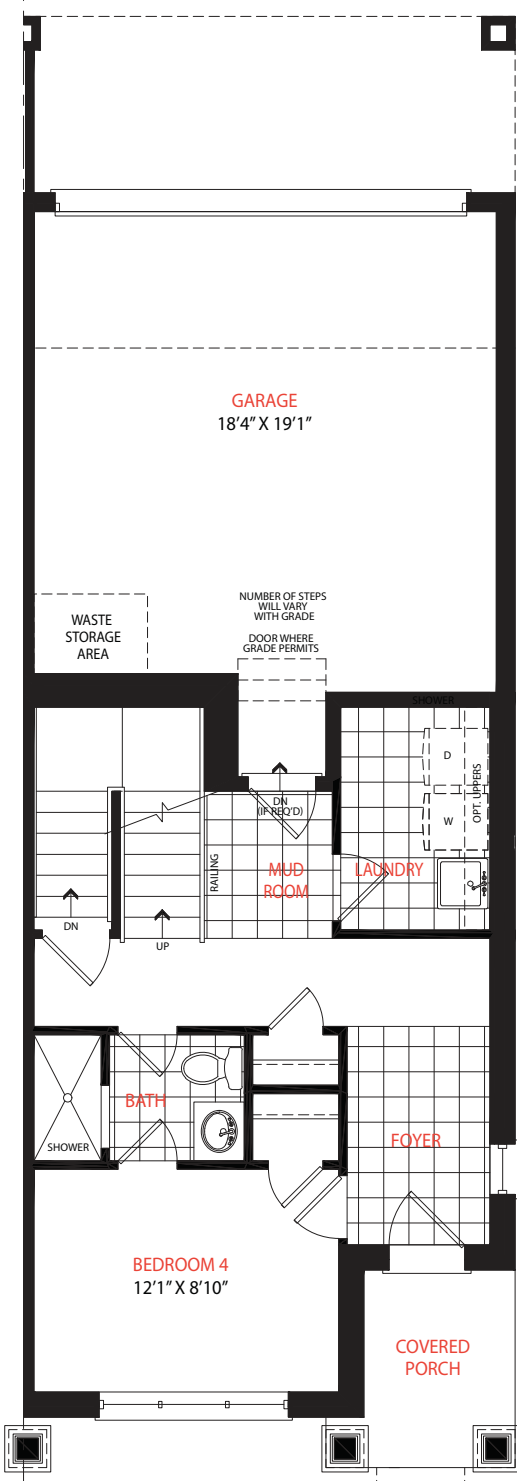 GARAGE
18'4" X 19'1"
NUMBER OF STEPS
WILL VARY
WITH GRADE
DOOR WHERE
GRADE PERMITS
WASTE
STORAGE
AREA
SHOWER
D
OPT. UPPERS
W
DN
(IF REQ'D)
RAILING
MUD
ROOM
LAUNDRY
DN
UP
BATH
SHOWER
FOYER
BEDROOM 4
12'1" X 8'10"
COVERED
PORCH